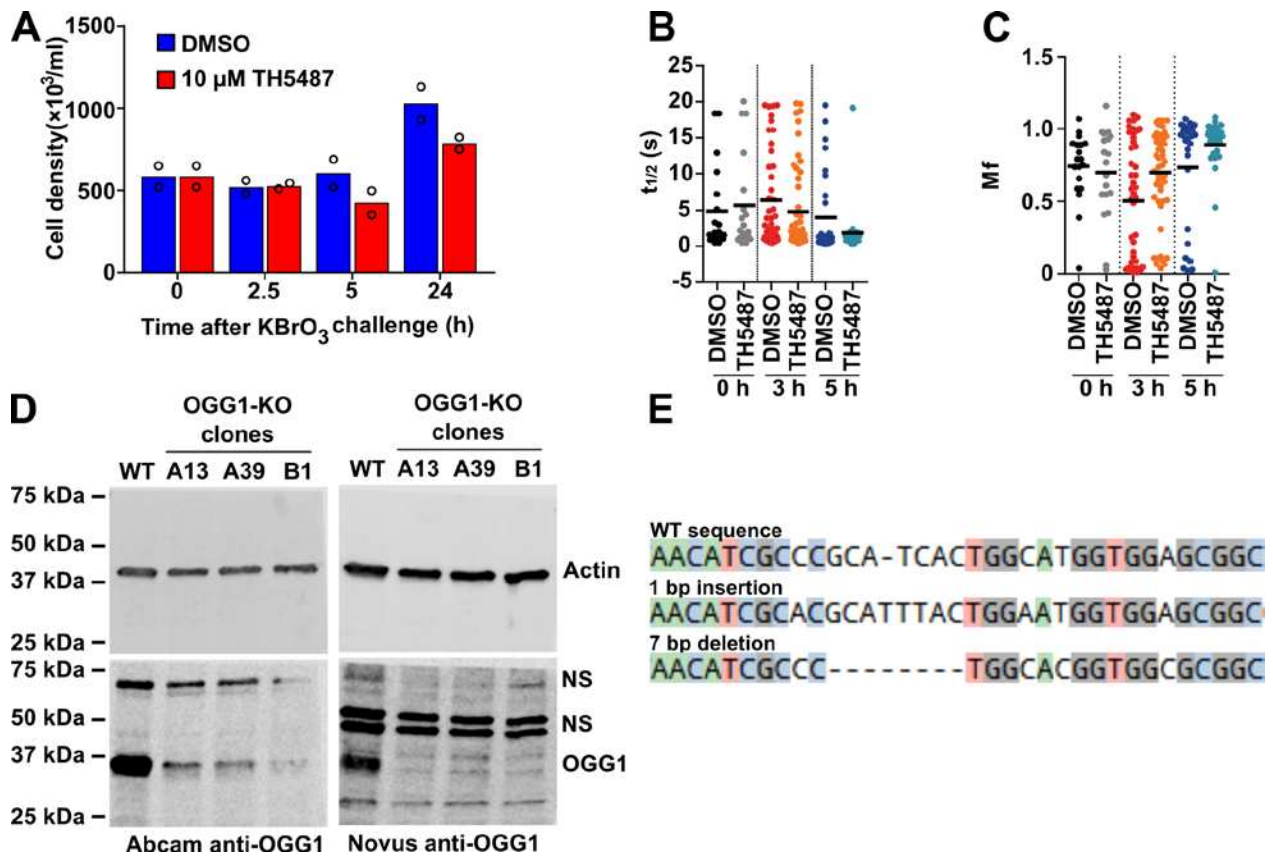 A
1500
1000
500
0
Cell density(×10³/ml)
DMSO
10 µM TH5487
0 2.5 5 24
Time after KBrO₃ challenge (h)
B
25
20
15
10
5
0
-5
t1/2 (s)
DMSO TH5487 DMSO TH5487 DMSO TH5487
0 h 3 h 5 h
C
1.5
1.0
0.5
0
Mf
DMSO TH5487 DMSO TH5487 DMSO TH5487
0 h 3 h 5 h
D
OGG1-KO
clones
WT A13 A39 B1
OGG1-KO
clones
WT A13 A39 B1
75 kDa
50 kDa
37 kDa
25 kDa
Actin
75 kDa
50 kDa
37 kDa
25 kDa
NS
NS
OGG1
Abcam anti-OGG1
Novus anti-OGG1
E
WT sequence
AACATCGCCCGCA-TCACTGGCATGGTGGAGCGGC
1 bp insertion
AACATCGCACGCATTTACTGGAATGGTGGAGCGGC
7 bp deletion
AACATCGCCC--------TGGCACGGTGGCGCGGC